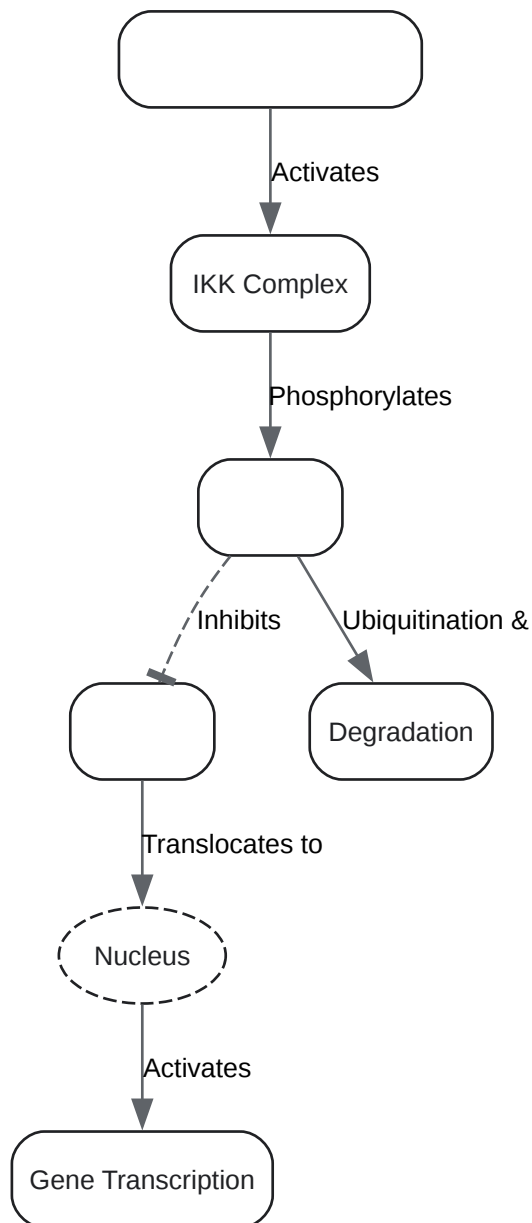 Activates
IKK Complex
Phosphorylates
Inhibits
Ubiquitination &
Degradation
Translocates to
Nucleus
Activates
Gene Transcription